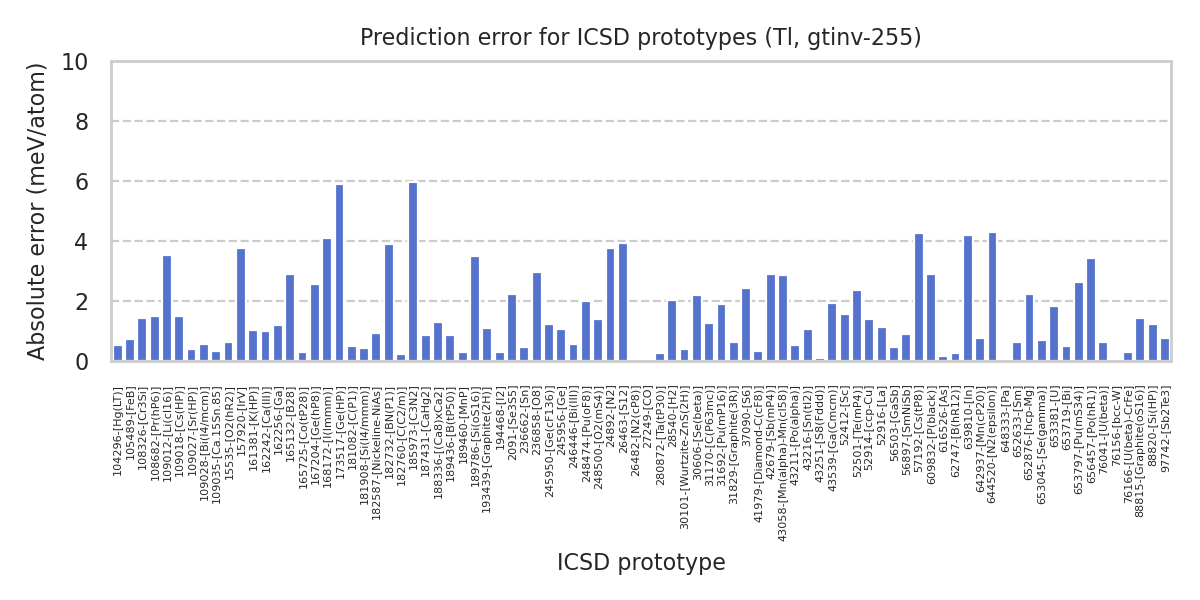 Prediction error for ICSD prototypes (Tl, gtinv-255)
Absolute error (meV/atom)
10
8
6
4
2
0
104296-[Hg(LT)]
105489-[FeB]
108326-[Cr3Si]
108682-[Pr(hP6)]
109012-[Li(cI16)]
109018-[Cs(HP)]
109027-[Sr(HP)]
109028-[Bi(I4/mcm)]
109035-[Ca.15Sn.85]
15535-[O2(hR2)]
157920-[IrV]
161381-[K(HP)]
162242-[Ca(III)]
162256-[Ga]
165132-[B28]
165725-[Co(tP28)]
167204-[Ge(hP8)]
168172-[I(Immm)]
173517-[Ge(HP)]
181082-[C(P1)]
181908-[Si(I4/mmm)]
182587-[Nickeline-NiAs]
182732-[BN(P1)]
182760-[C(C2/m)]
185973-[C3N2]
187431-[CaHg2]
188336-[(Ca8)xCa2]
189436-[B(tP50)]
189460-[MnP]
189786-[Si(oS16)]
193439-[Graphite(2H)]
194468-[I2]
2091-[Se3S5]
236662-[Sn]
236858-[O8]
245950-[Ge(cF136)]
245956-[Ge]
246446-[Bi(III)]
248474-[Pu(oF8)]
248500-[O2(mS4)]
24892-[N2]
26463-[S12]
26482-[N2(cP8)]
27249-[CO]
280872-[Ta(tP30)]
28540-[H2]
30101-[Wurtzite-ZnS(2H)]
30606-[Se(beta)]
31170-[C(P63mc)]
31692-[Pu(mP16)]
31829-[Graphite(3R)]
37090-[S6]
41979-[Diamond-C(cF8)]
42679-[Sb(mP4)]
43058-[Mn(alpha)-Mn(cI58)]
43211-[Po(alpha)]
43216-[Sn(tI2)]
43251-[S8(Fddd)]
43539-[Ga(Cmcm)]
52412-[Sc]
52501-[Te(mP4)]
52914-[fcc-Cu]
52916-[La]
56503-[GaSb]
56897-[SmNiSb]
57192-[Cs(tP8)]
609832-[P(black)]
616526-[As]
62747-[B(hR12)]
639810-[In]
642937-[Mn(cP20)]
644520-[N2(epsilon)]
648333-[Pa]
652633-[Sm]
652876-[hcp-Mg]
653045-[Se(gamma)]
653381-[U]
653719-[Bi]
653797-[Pu(mS34)]
656457-[Po(hR1)]
76041-[U(beta)]
76156-[bcc-W]
76166-[U(beta)-CrFe]
88815-[Graphite(oS16)]
88820-[Si(HP)]
97742-[Sb2Te3]
ICSD prototype